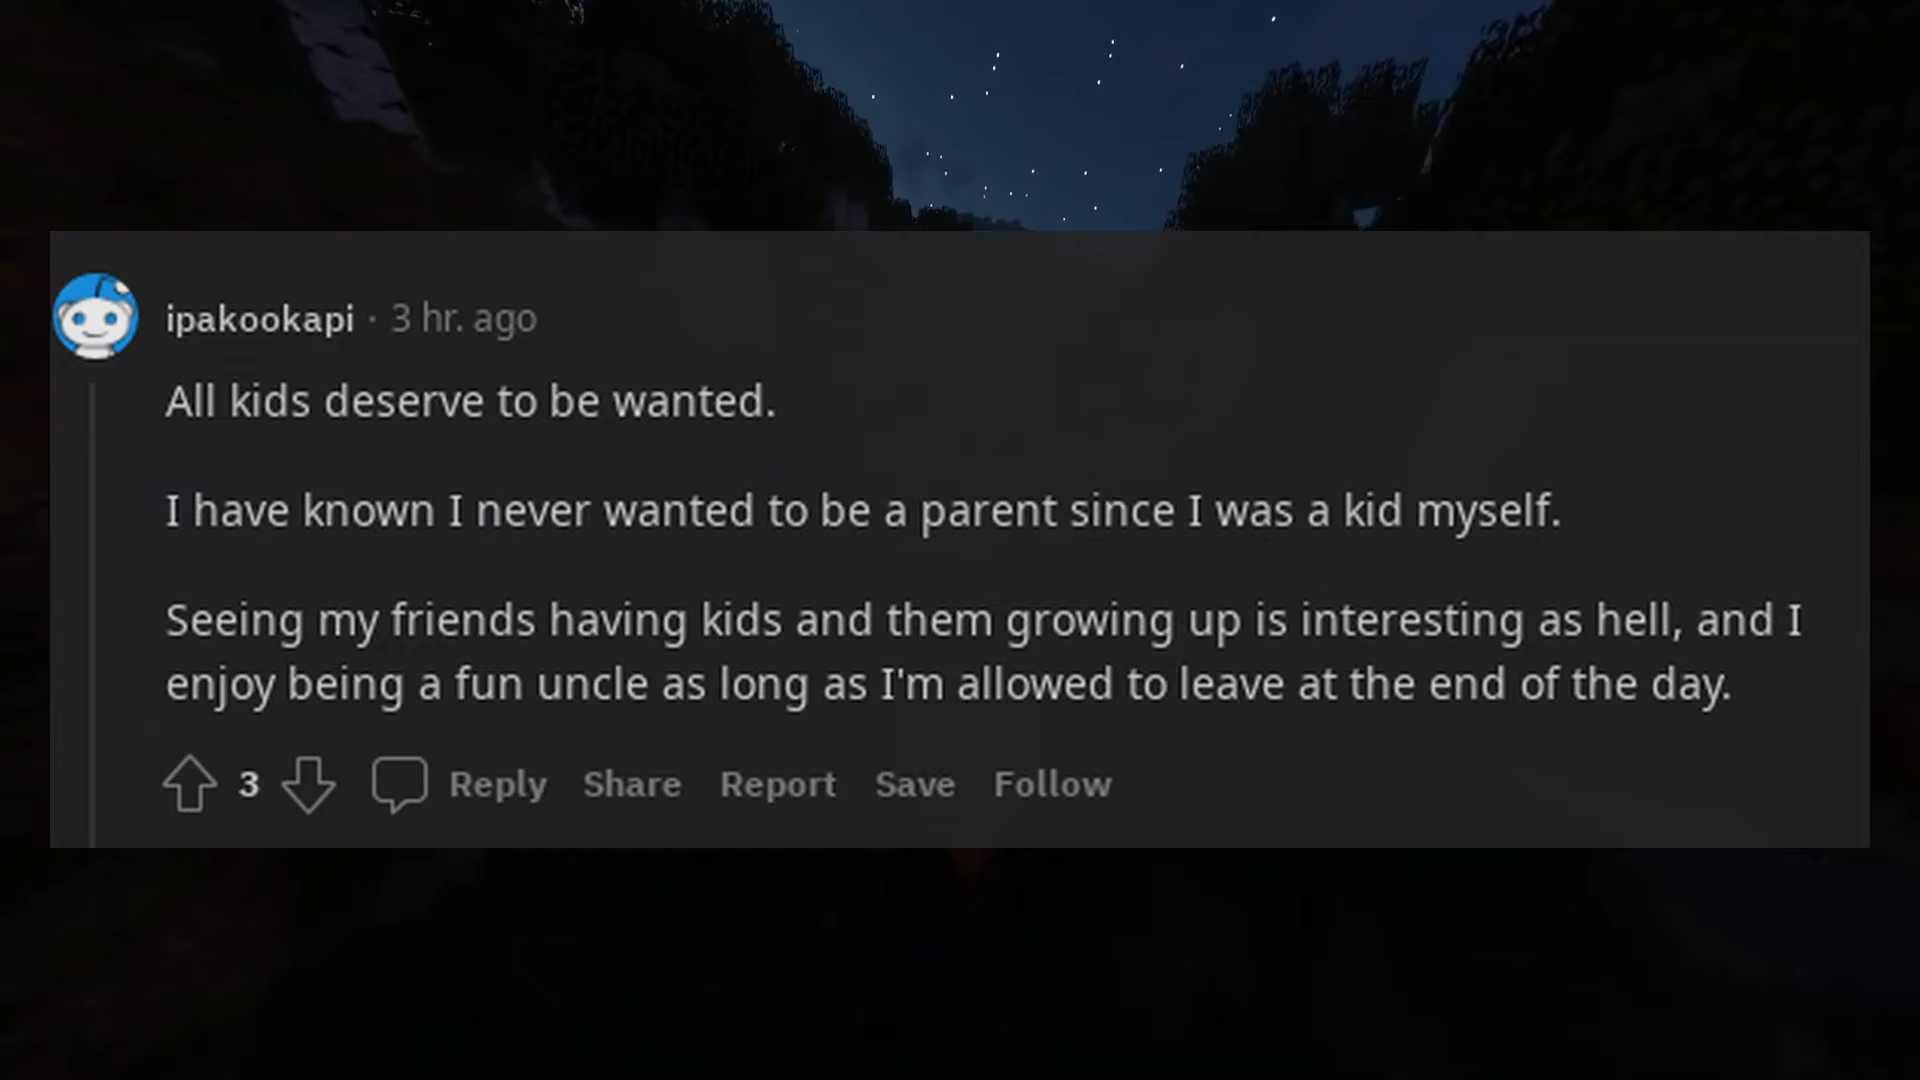 ipakookapi · 3 hr. ago
All kids deserve to be wanted.
I have known I never wanted to be a parent since I was a kid myself.
Seeing my friends having kids and them growing up is interesting as hell, and I
enjoy being a fun uncle as long as I'm allowed to leave at the end of the day.
3 Reply Share Report Save Follow